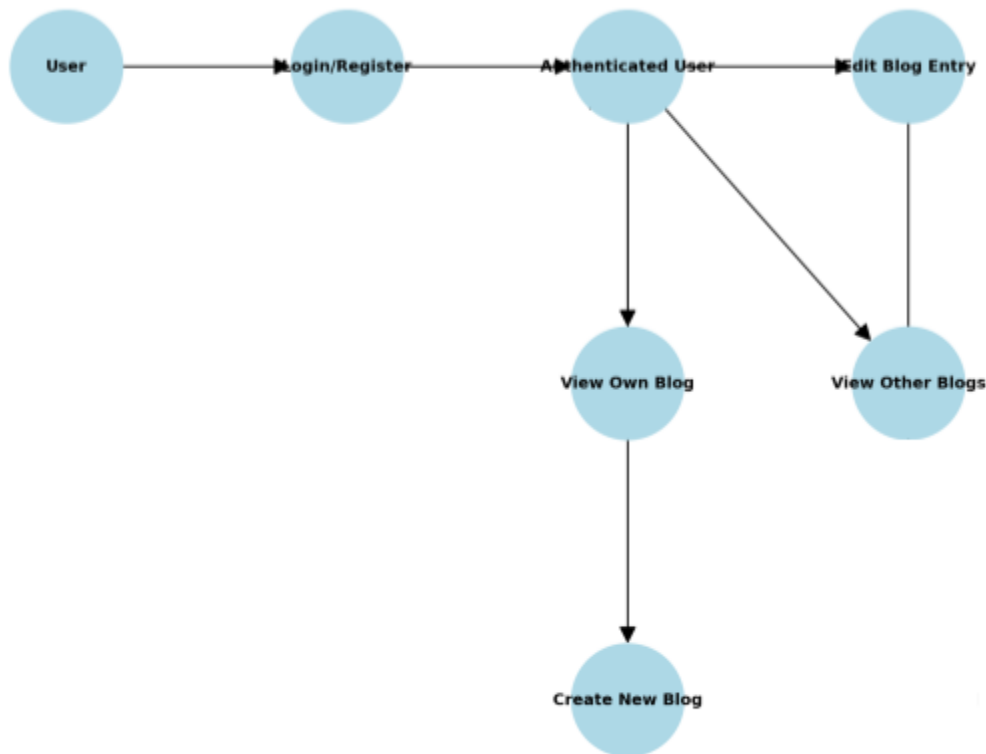 User
Login/Register
Authenticated User
Edit Blog Entry
View Own Blog
View Other Blogs
Create New Blog